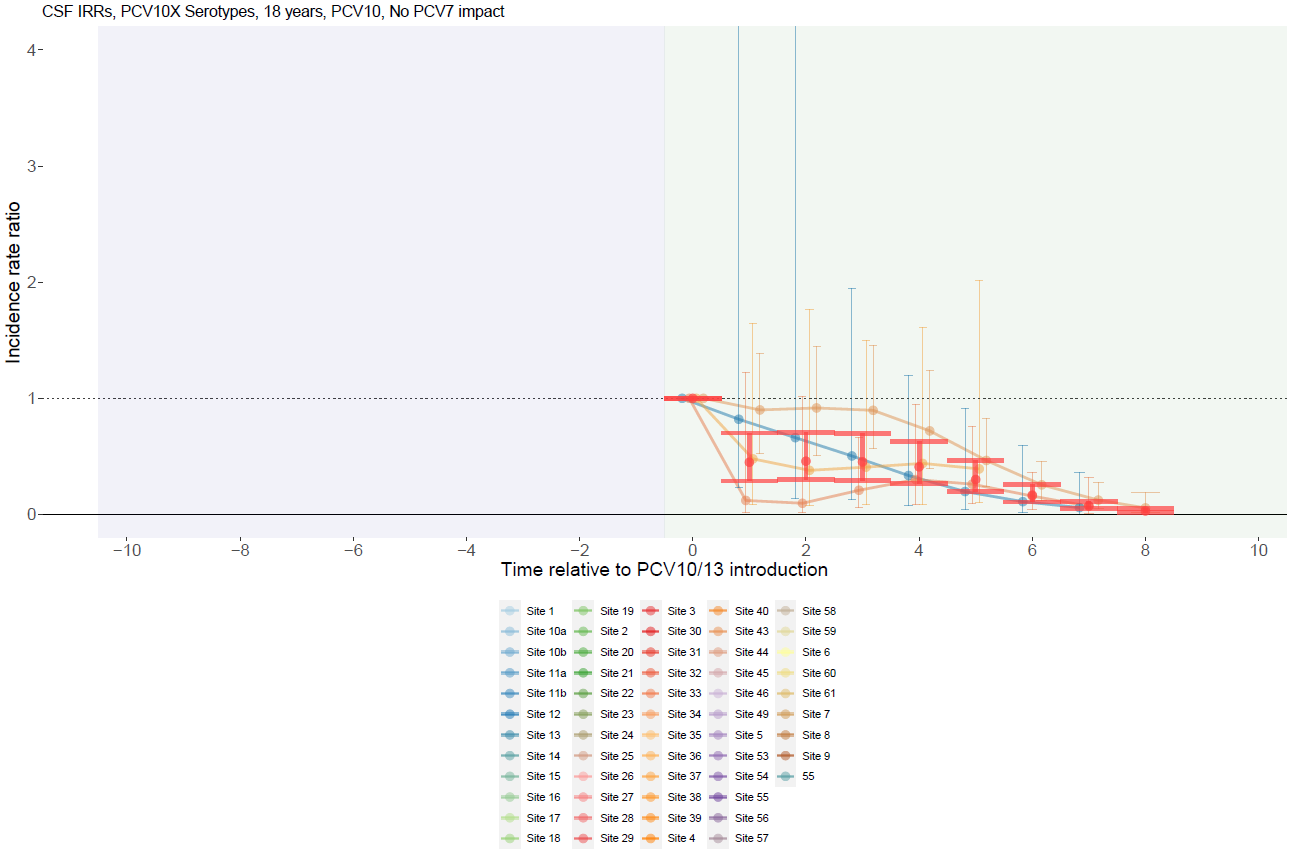 CSF IRRs, PCV10X Serotypes, 18 years, PCV10, No PCV7 impact
Incidence rate ratio
4
3
2
1
0
−10 −8 −6 −4 −2 0 2 4 6 8 10
Time relative to PCV10/13 introduction
Site 1 Site 19 Site 3 Site 40 Site 58
Site 10a Site 2 Site 30 Site 43 Site 59
Site 10b Site 20 Site 31 Site 44 Site 6
Site 11a Site 21 Site 32 Site 45 Site 60
Site 11b Site 22 Site 33 Site 46 Site 61
Site 12 Site 23 Site 34 Site 49 Site 7
Site 13 Site 24 Site 35 Site 5 Site 8
Site 14 Site 25 Site 36 Site 53 Site 9
Site 15 Site 26 Site 37 Site 54 55
Site 16 Site 27 Site 38 Site 55
Site 17 Site 28 Site 39 Site 56
Site 18 Site 29 Site 4 Site 57